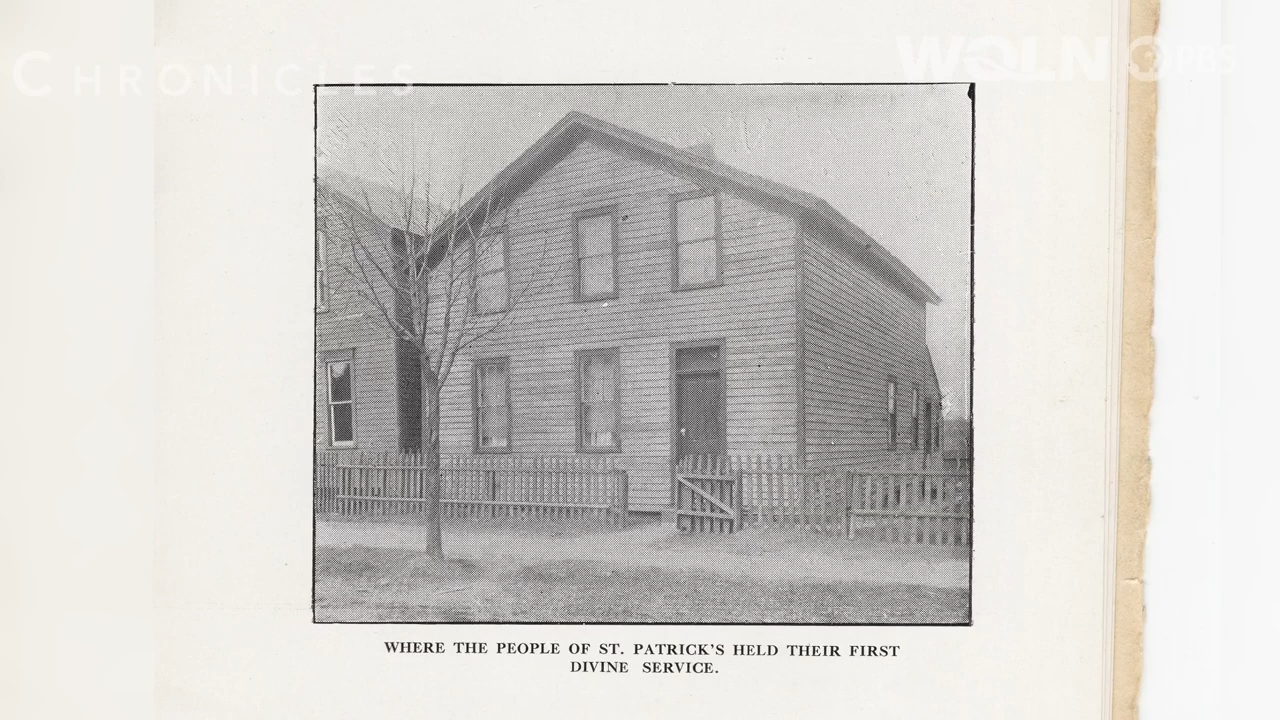 CHRONICLES
WQLN PBS
WHERE THE PEOPLE OF ST. PATRICK'S HELD THEIR FIRST
DIVINE SERVICE.